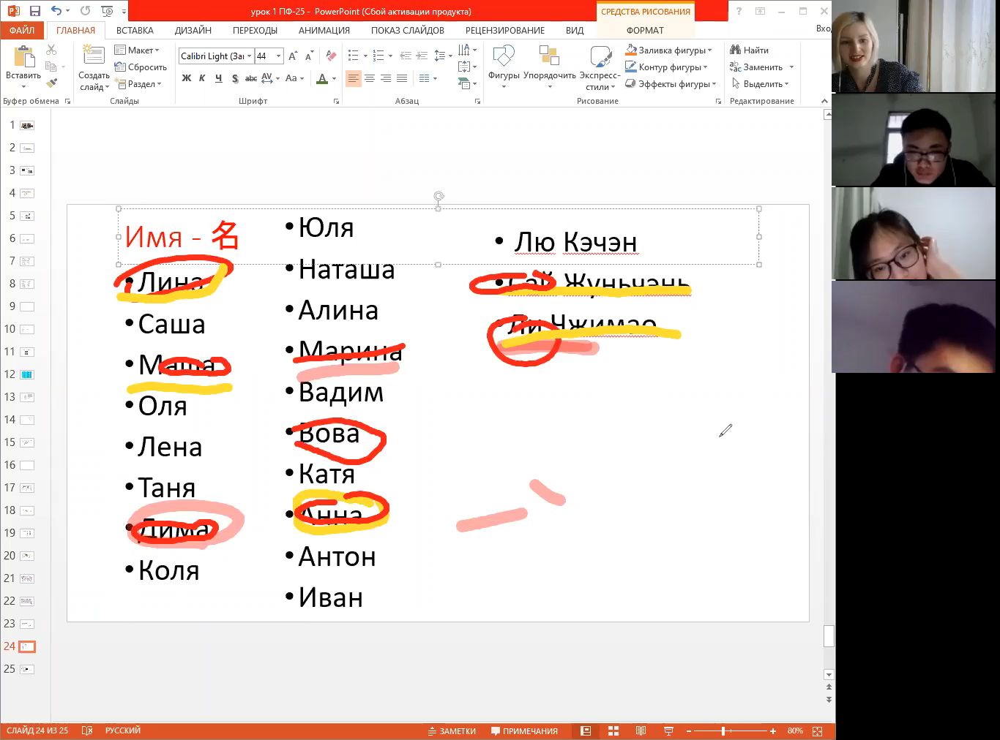 урок 1 ПФ-25 - PowerPoint (Сбой активации продукта)
СРЕДСТВА РИСОВАНИЯ
ФАЙЛ ГЛАВНАЯ ВСТАВКА ДИЗАЙН ПЕРЕХОДЫ АНИМАЦИЯ ПОКАЗ СЛАЙДОВ РЕЦЕНЗИРОВАНИЕ ВИД ФОРМАТ Вхо
Вставить
Создать слайд
Макет
Сбросить
Раздел
Calibri Light (Заг 44
Ж К Ч S abc AV Aa А
Фигуры
Упорядочить
Экспресс-стили
Заливка фигуры
Контур фигуры
Эффекты фигуры
Найти
Заменить
Выделить
Буфер обмена Слайды Шрифт Абзац Рисование Редактирование
1
2
3
4
5
6
7
8
9
10
11
12
13
14
15
16
17
18
19
20
21
22
23
24
25
Имя - 名
• Лина
• Саша
• Маша
• Оля
• Лена
• Таня
• Дима
• Коля
• Юля
• Наташа
• Алина
• Марина
• Вадим
• Вова
• Катя
• Анна
• Антон
• Иван
• Лю Кэчэн
• Сай Жуньчэнь
• Ли Чжимао
СЛАЙД 24 ИЗ 25 РУССКИЙ ЗАМЕТКИ ПРИМЕЧАНИЯ 80%